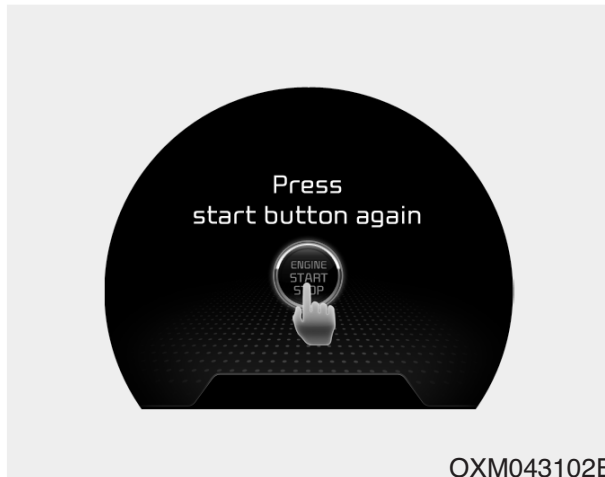 Press
start button again
ENGINE
START
STOP
OXM043102E